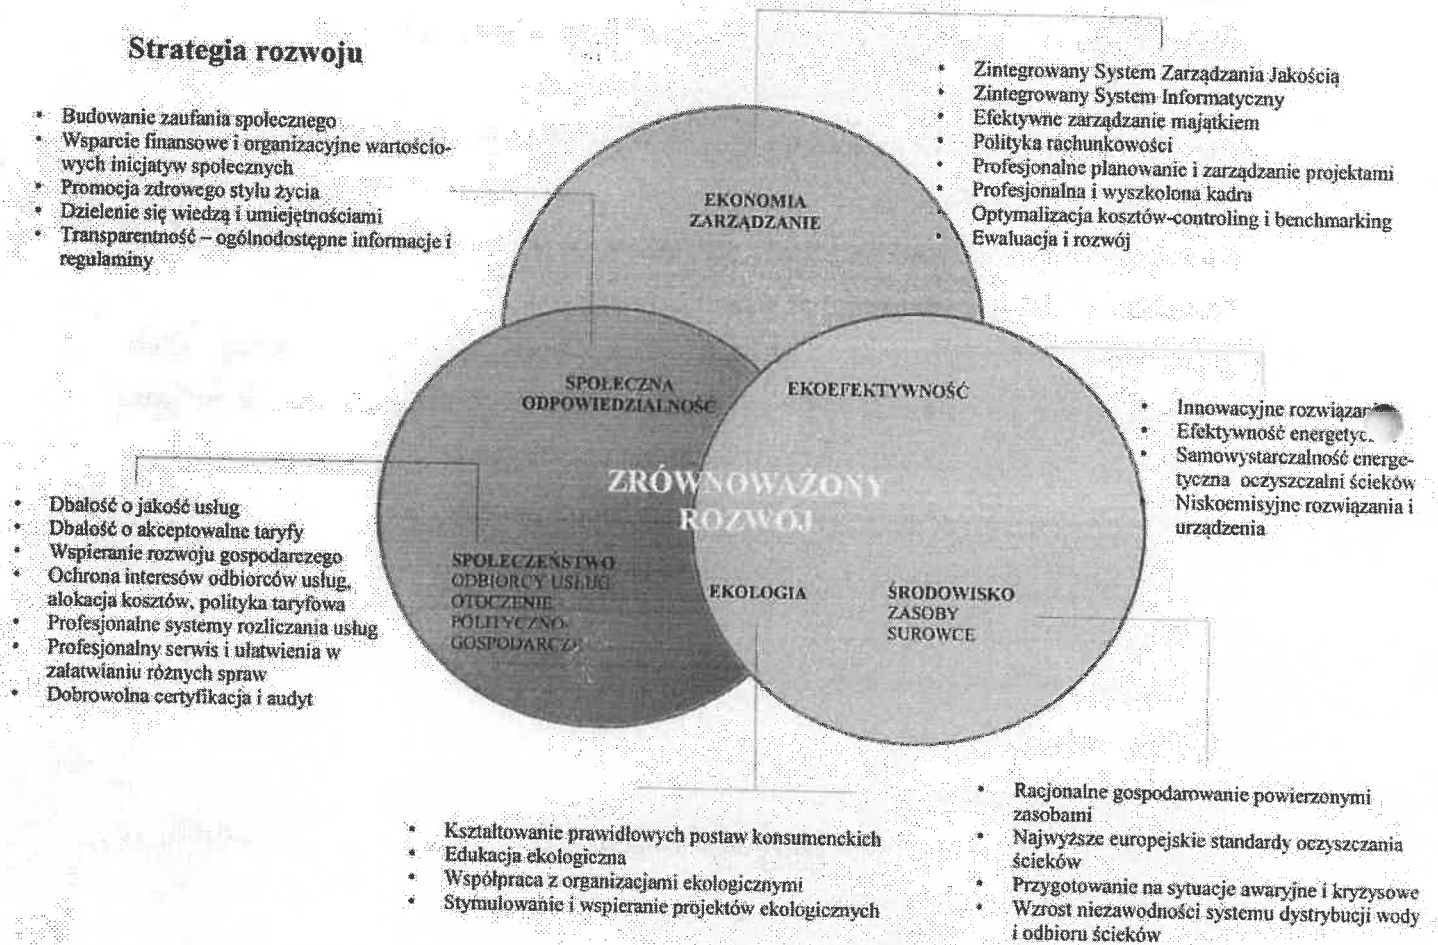 Strategia rozwoju
• Budowanie zaufania społecznego
• Wsparcie finansowe i organizacyjne wartościo-
wych inicjatyw społecznych
• Promocja zdrowego stylu życia
• Dzielenie się wiedzą i umiejętnościami
• Transparentność – ogólnodostępne informacje i
regulaminy
• Zintegrowany System Zarządzania Jakością
• Zintegrowany System Informatyczny
• Efektywne zarządzanie majątkiem
• Polityka rachunkowości
• Profesjonalne planowanie i zarządzanie projektami
• Profesjonalna i wyszkolona kadra
• Optymalizacja kosztów-controling i benchmarking
• Ewaluacja i rozwój
EKONOMIA
ZARZĄDZANIE
SPOŁECZNA
ODPOWIEDZIALNOŚĆ
EKOEFEKTYWNOŚĆ
• Innowacyjne
• Efektywność
• Samowystarczalność energe-
tyczna oczyszczalni ścieków
• Niskoemisyjne rozwiązania i
urządzenia
ZRÓWNOWAŻONY
ROZWÓJ
• Dbałość o jakość usług
• Dbałość o akceptowalne taryfy
• Wspieranie rozwoju gospodarczego
• Ochrona interesów odbiorców usług,
alokacja kosztów, polityka taryfowa
• Profesjonalne systemy rozliczania usług
• Profesjonalny serwis i ułatwienia w
załatwianiu różnych spraw
• Dobrowolna certyfikacja i audyt
SPOŁECZEŃSTWO
ODBIORCY USŁUG
OTOCZENIE
POLITYCZNO-
GOSPODARCZE
EKOLOGIA
ŚRODOWISKO
ZASOBY
SUROWCE
• Kształtowanie prawidłowych postaw konsumenckich
• Edukacja ekologiczna
• Współpraca z organizacjami ekologicznymi
• Stymulowanie i wspieranie projektów ekologicznych
• Racjonalne gospodarowanie powierzonymi
zasobami
• Najwyższe europejskie standardy oczyszczania
ścieków
• Przygotowanie na sytuacje awaryjne i kryzysowe
• Wzrost niezawodności systemu dystrybucji wody
i odbioru ścieków